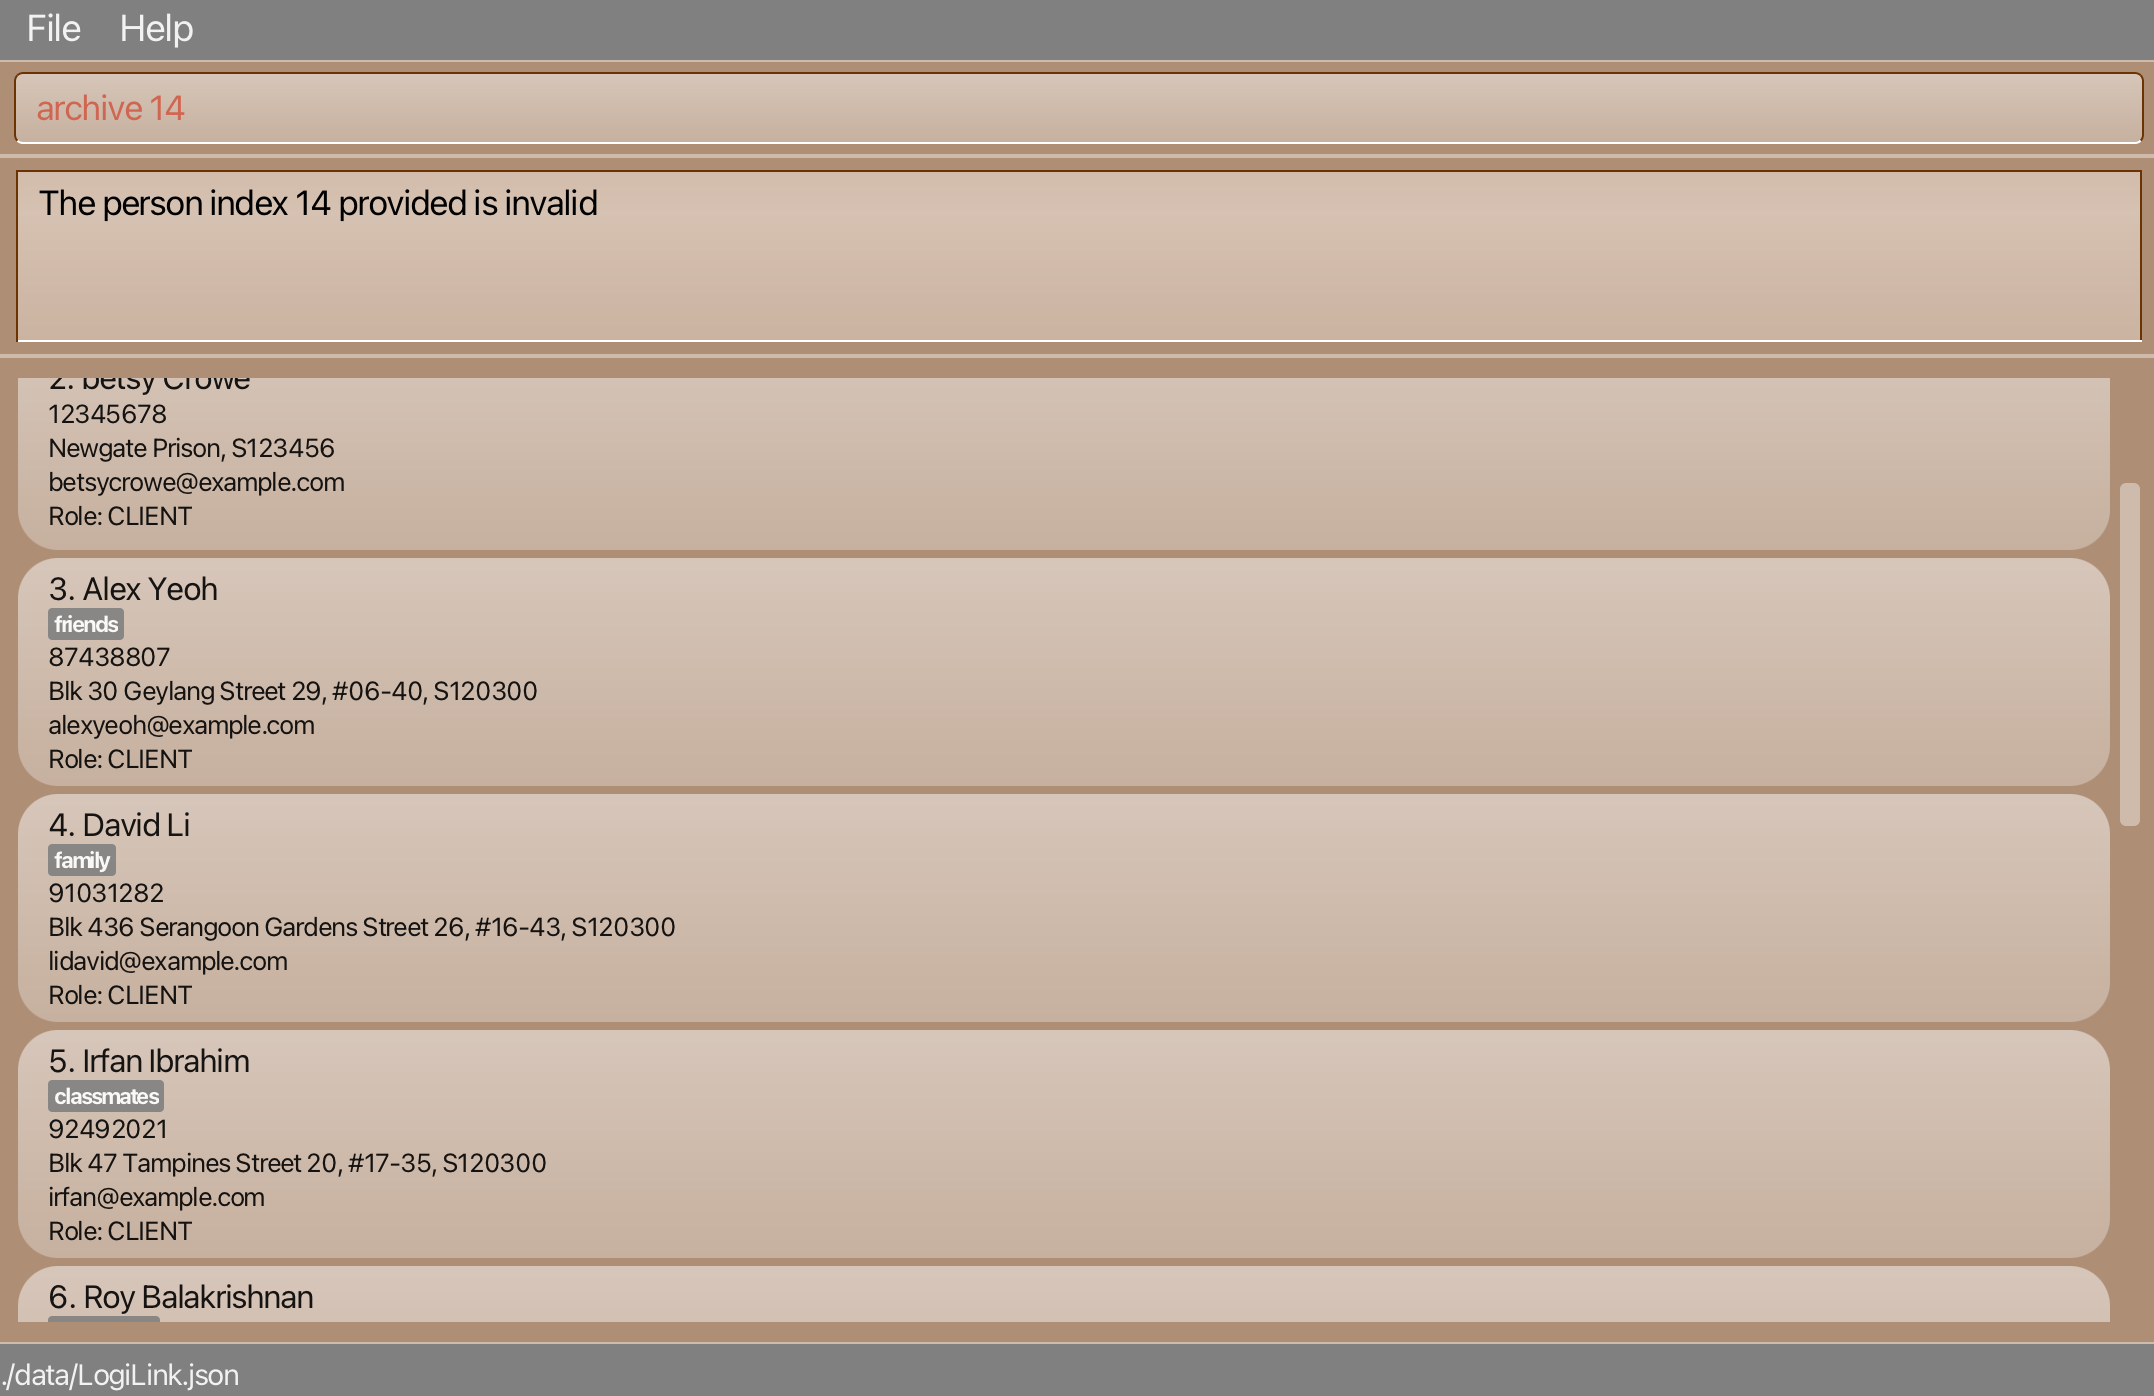 File Help
archive 14
The person index 14 provided is invalid
2. betsy Crowe
12345678
Newgate Prison, S123456
betsycrowe@example.com
Role: CLIENT
3. Alex Yeoh
friends
87438807
Blk 30 Geylang Street 29, #06-40, S120300
alexyeoh@example.com
Role: CLIENT
4. David Li
family
91031282
Blk 436 Serangoon Gardens Street 26, #16-43, S120300
lidavid@example.com
Role: CLIENT
5. Irfan Ibrahim
classmates
92492021
Blk 47 Tampines Street 20, #17-35, S120300
irfan@example.com
Role: CLIENT
6. Roy Balakrishnan
./data/LogiLink.json